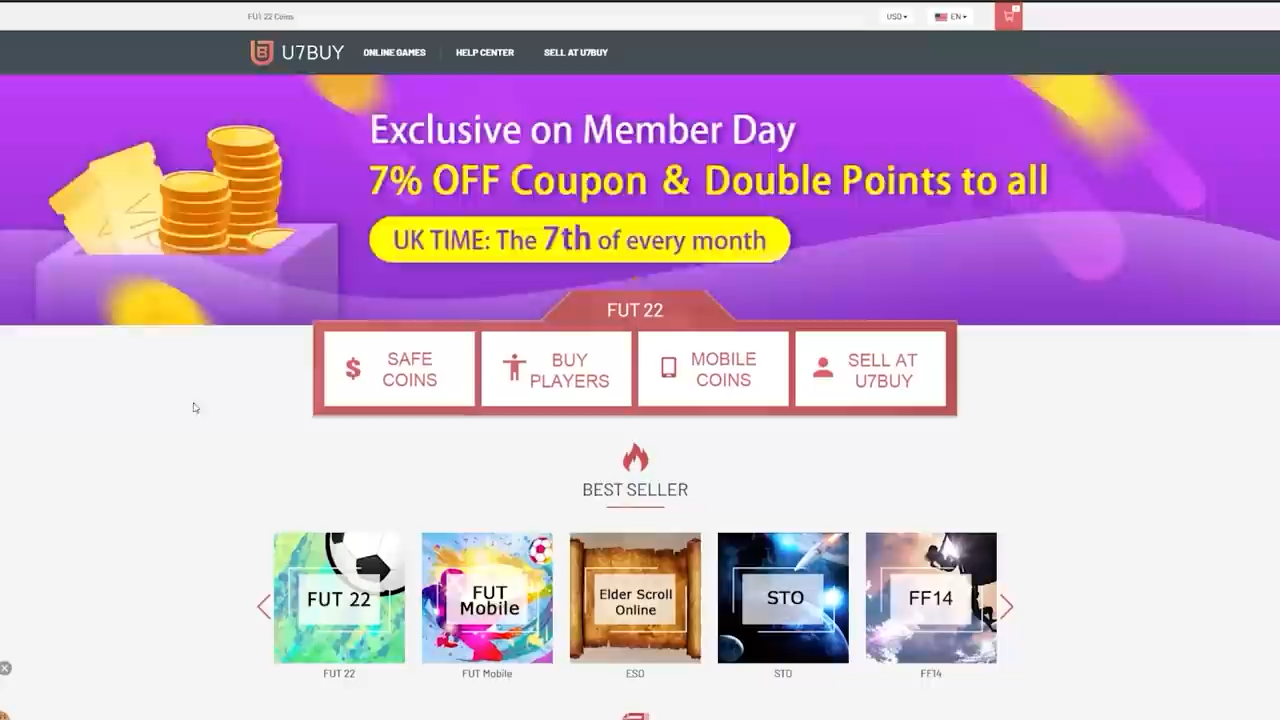 FUT 22 Coins
USD
EN
U7BUY
ONLINE GAMES
HELP CENTER
SELL AT U7BUY
Exclusive on Member Day
7% OFF Coupon & Double Points to all
UK TIME: The 7th of every month
FUT 22
SAFE
COINS
BUY
PLAYERS
MOBILE
COINS
SELL AT
U7BUY
BEST SELLER
FUT 22
FUT
Mobile
Elder Scroll
Online
STO
FF14
FUT 22
FUT Mobile
ESO
STO
FF14